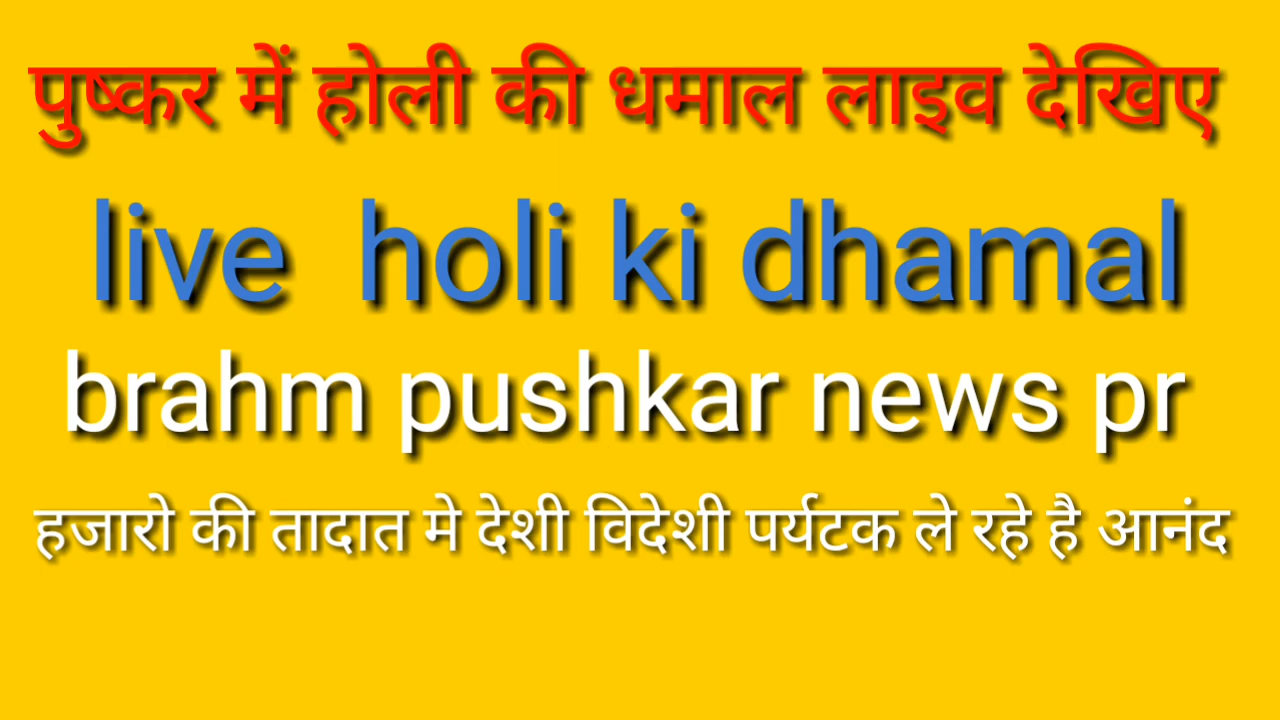 पुष्कर में होली की धमाल लाइव देखिए
live holi ki dhamal
brahm pushkar news pr
हजारो की तादात मे देशी विदेशी पर्यटक ले रहे है आनंद